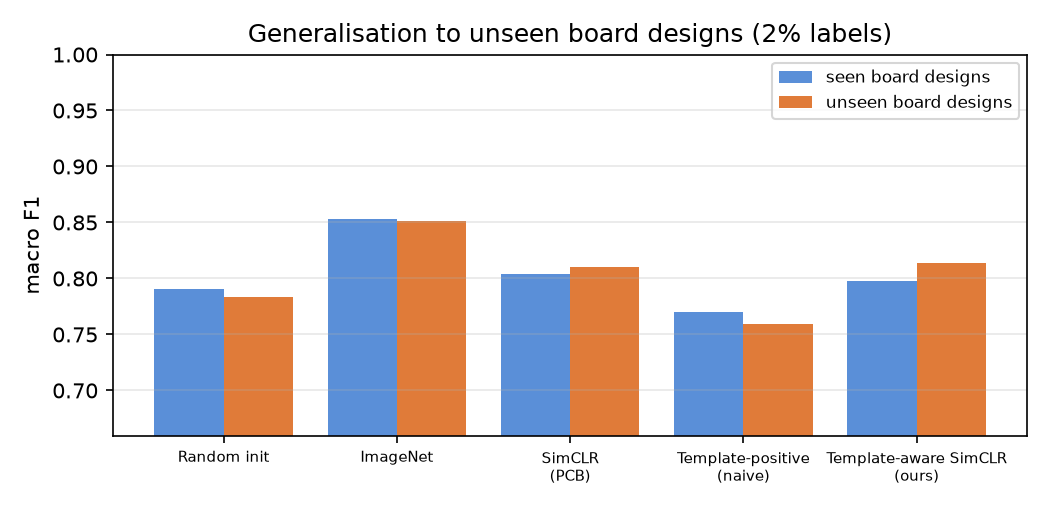 Generalisation to unseen board designs (2% labels)
seen board designs
unseen board designs
macro F1
1.00
0.95
0.90
0.85
0.80
0.75
0.70
Random init
ImageNet
SimCLR
(PCB)
Template-positive
(naive)
Template-aware SimCLR
(ours)